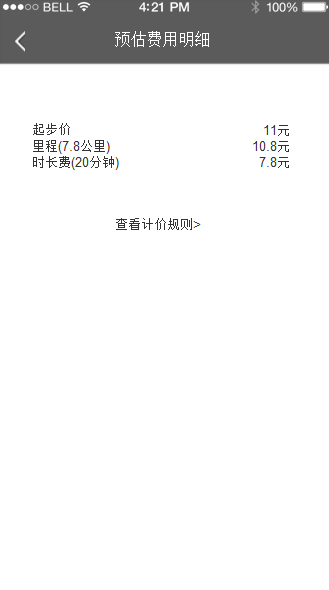 BELL 4:21 PM 100%
预估费用明细
起步价 11元
里程(7.8公里) 10.8元
时长费(20分钟) 7.8元
查看计价规则>